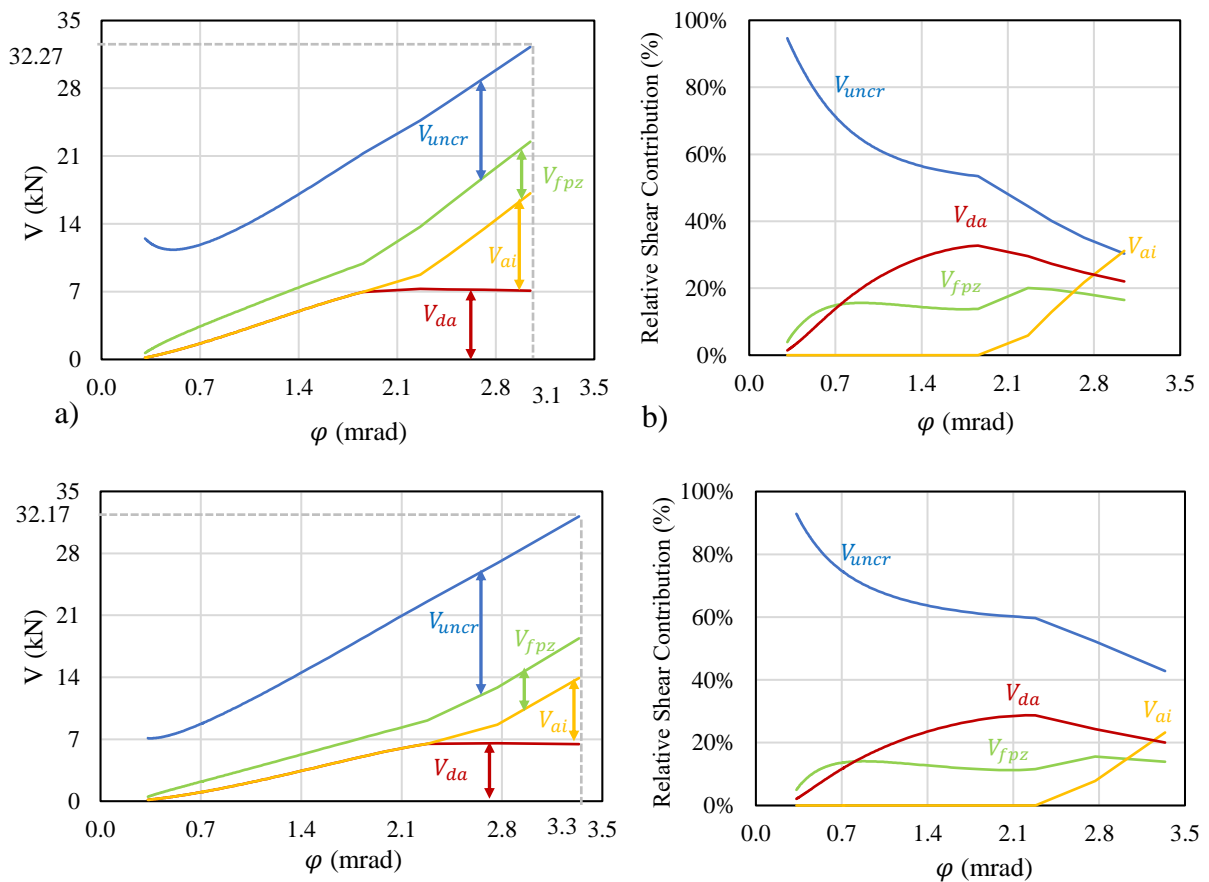 35
32.27
28
21
14
7
0
V (kN)
V_uncr
V_fpz
V_ai
V_da
0.0 0.7 1.4 2.1 2.8 3.1 3.5
a)
φ (mrad)
100%
80%
60%
40%
20%
0%
Relative Shear Contribution (%)
V_uncr
V_da
V_ai
V_fpz
0.0 0.7 1.4 2.1 2.8 3.5
b)
φ (mrad)
35
32.17
28
21
14
7
0
V (kN)
V_uncr
V_fpz
V_ai
V_da
0.0 0.7 1.4 2.1 2.8 3.3 3.5
φ (mrad)
100%
80%
60%
40%
20%
0%
Relative Shear Contribution (%)
V_uncr
V_da
V_ai
V_fpz
0.0 0.7 1.4 2.1 2.8 3.5
φ (mrad)